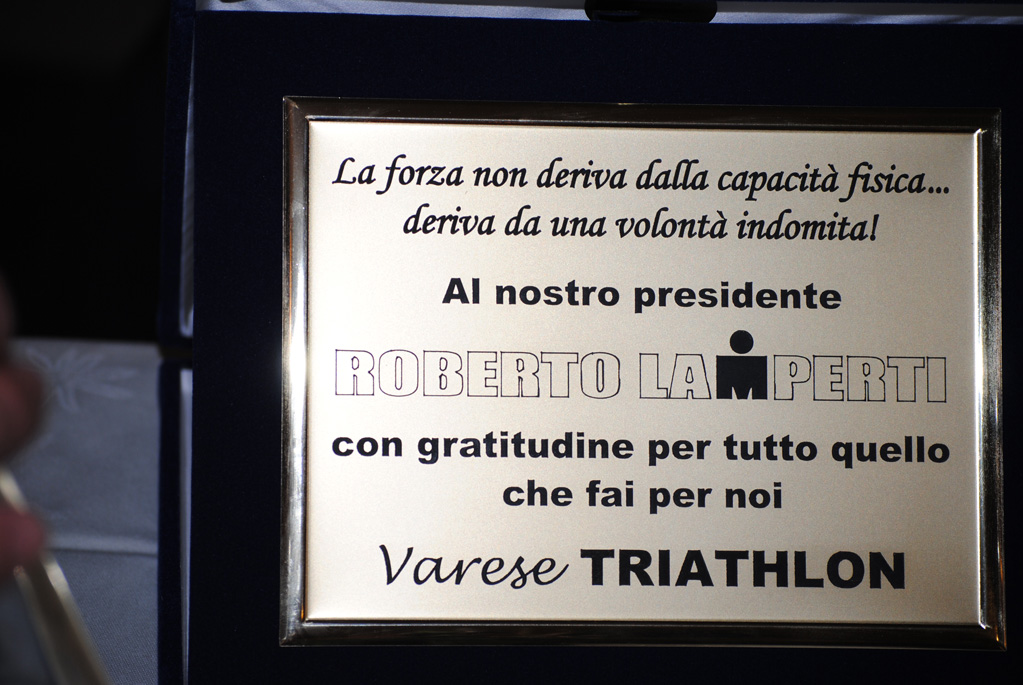 La forza non deriva dalla capacità fisica...
deriva da una volontà indomita!
Al nostro presidente
ROBERTO LAMPERTI
con gratitudine per tutto quello
che fai per noi
Varese TRIATHLON